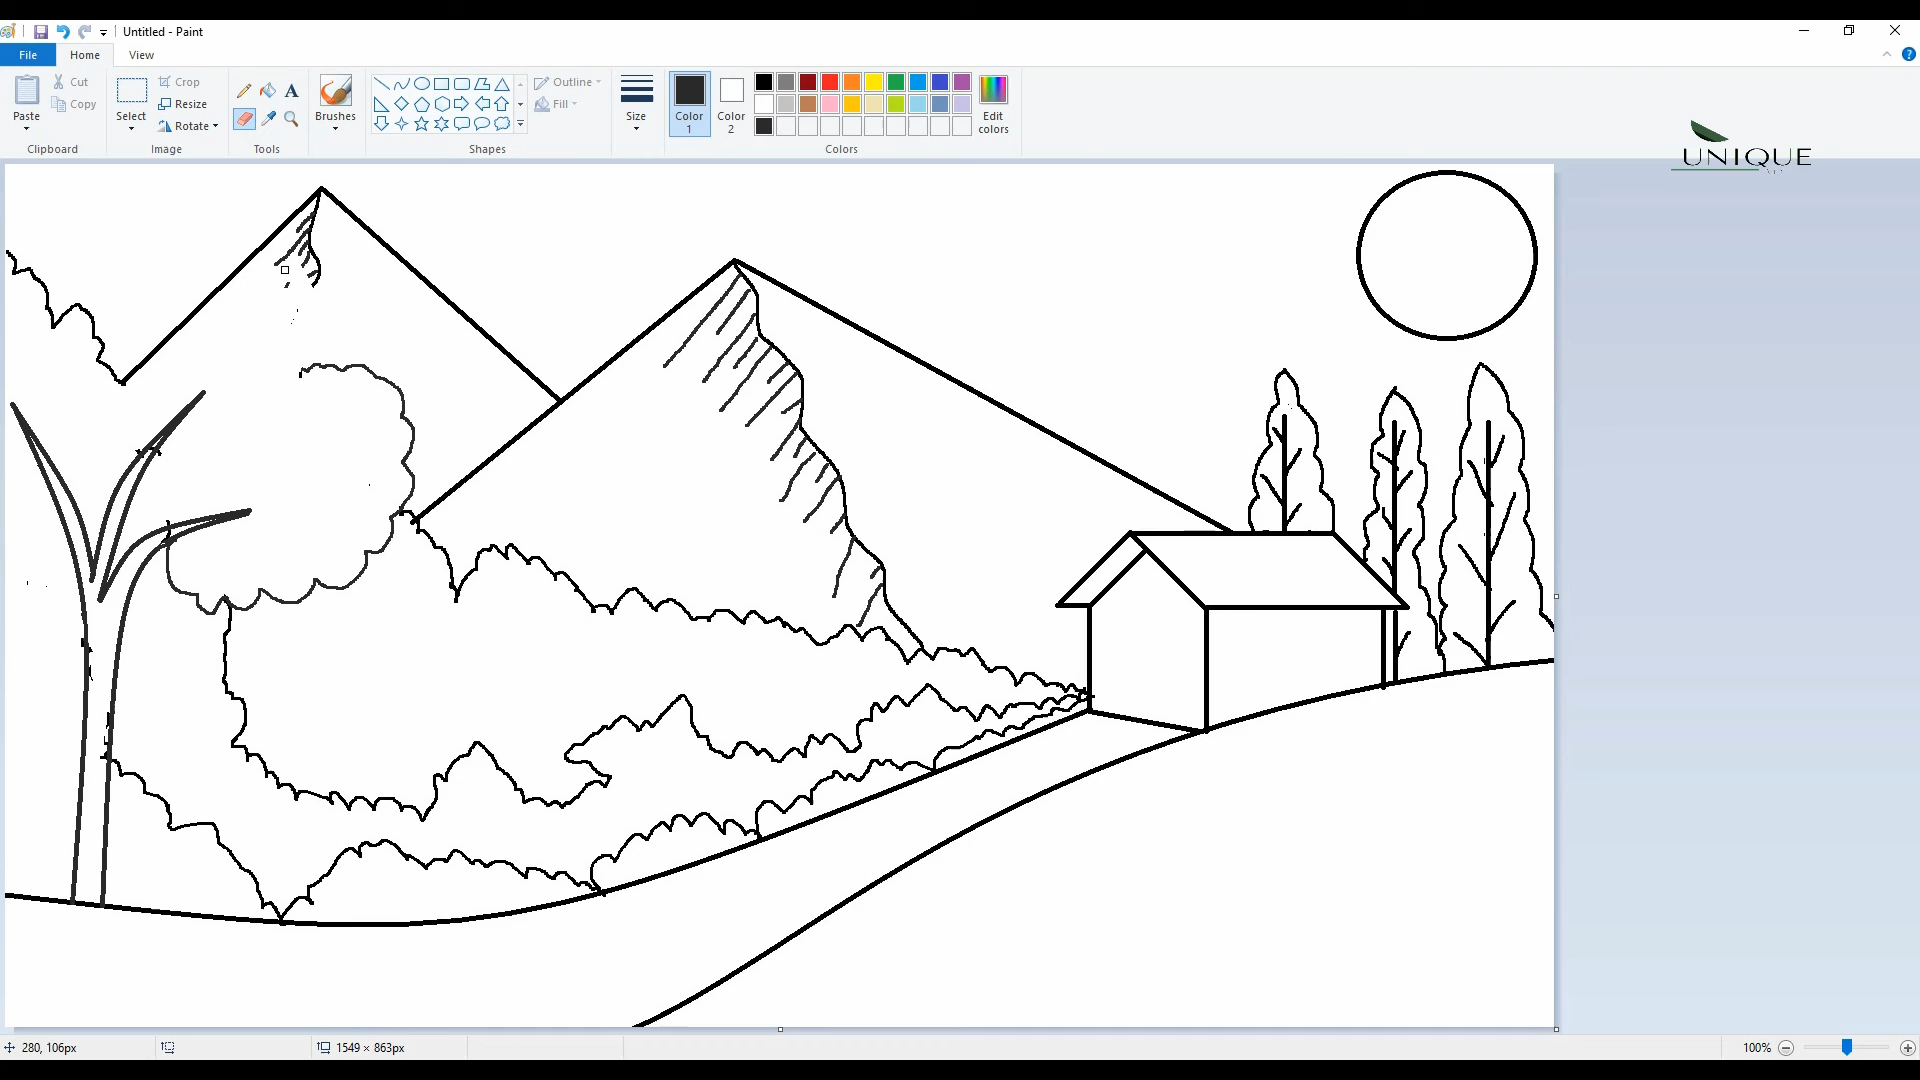 Untitled - Paint
File Home View
Paste
Cut
Copy
Clipboard
Select
Crop
Resize
Rotate
Image
Tools
Brushes
Shapes
Outline
Fill
Size
Color 1
Color 2
Edit colors
Colors
UNIQUE
280, 106px
1549 × 863px
100%